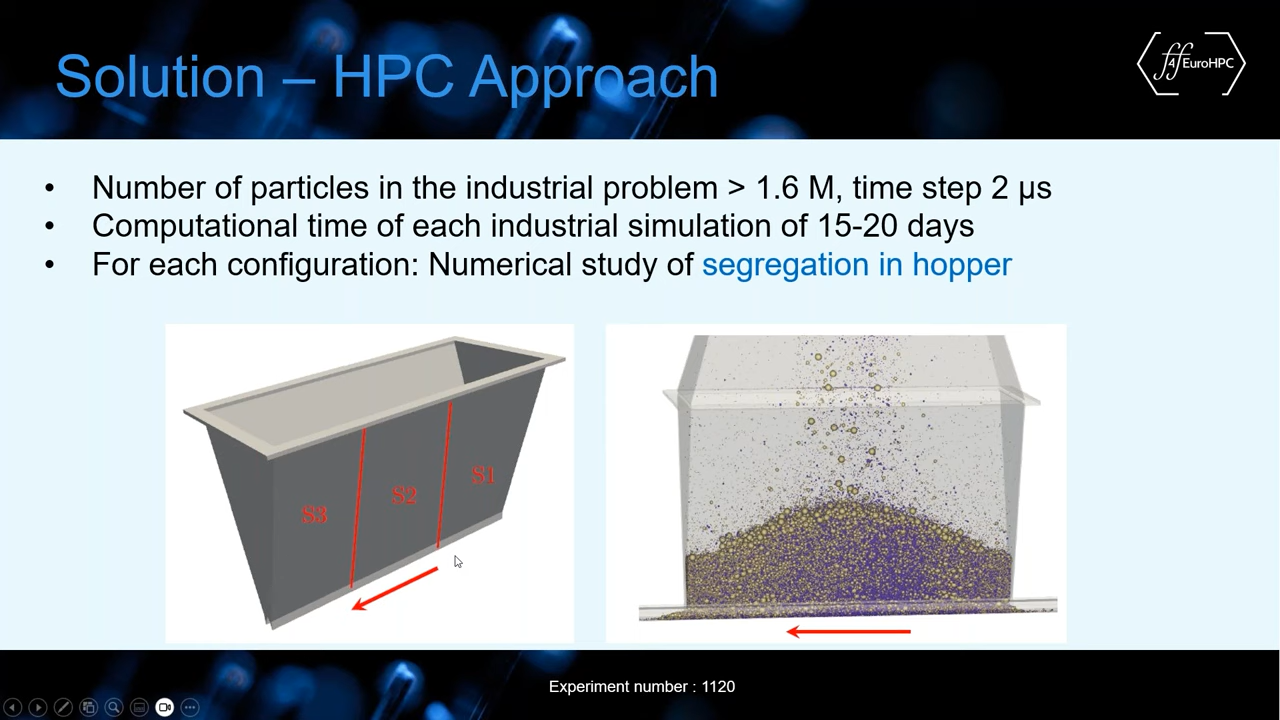 Solution – HPC Approach
ff4EuroHPC
• Number of particles in the industrial problem > 1.6 M, time step 2 µs
• Computational time of each industrial simulation of 15-20 days
• For each configuration: Numerical study of segregation in hopper
S3
S2
S1
Experiment number : 1120